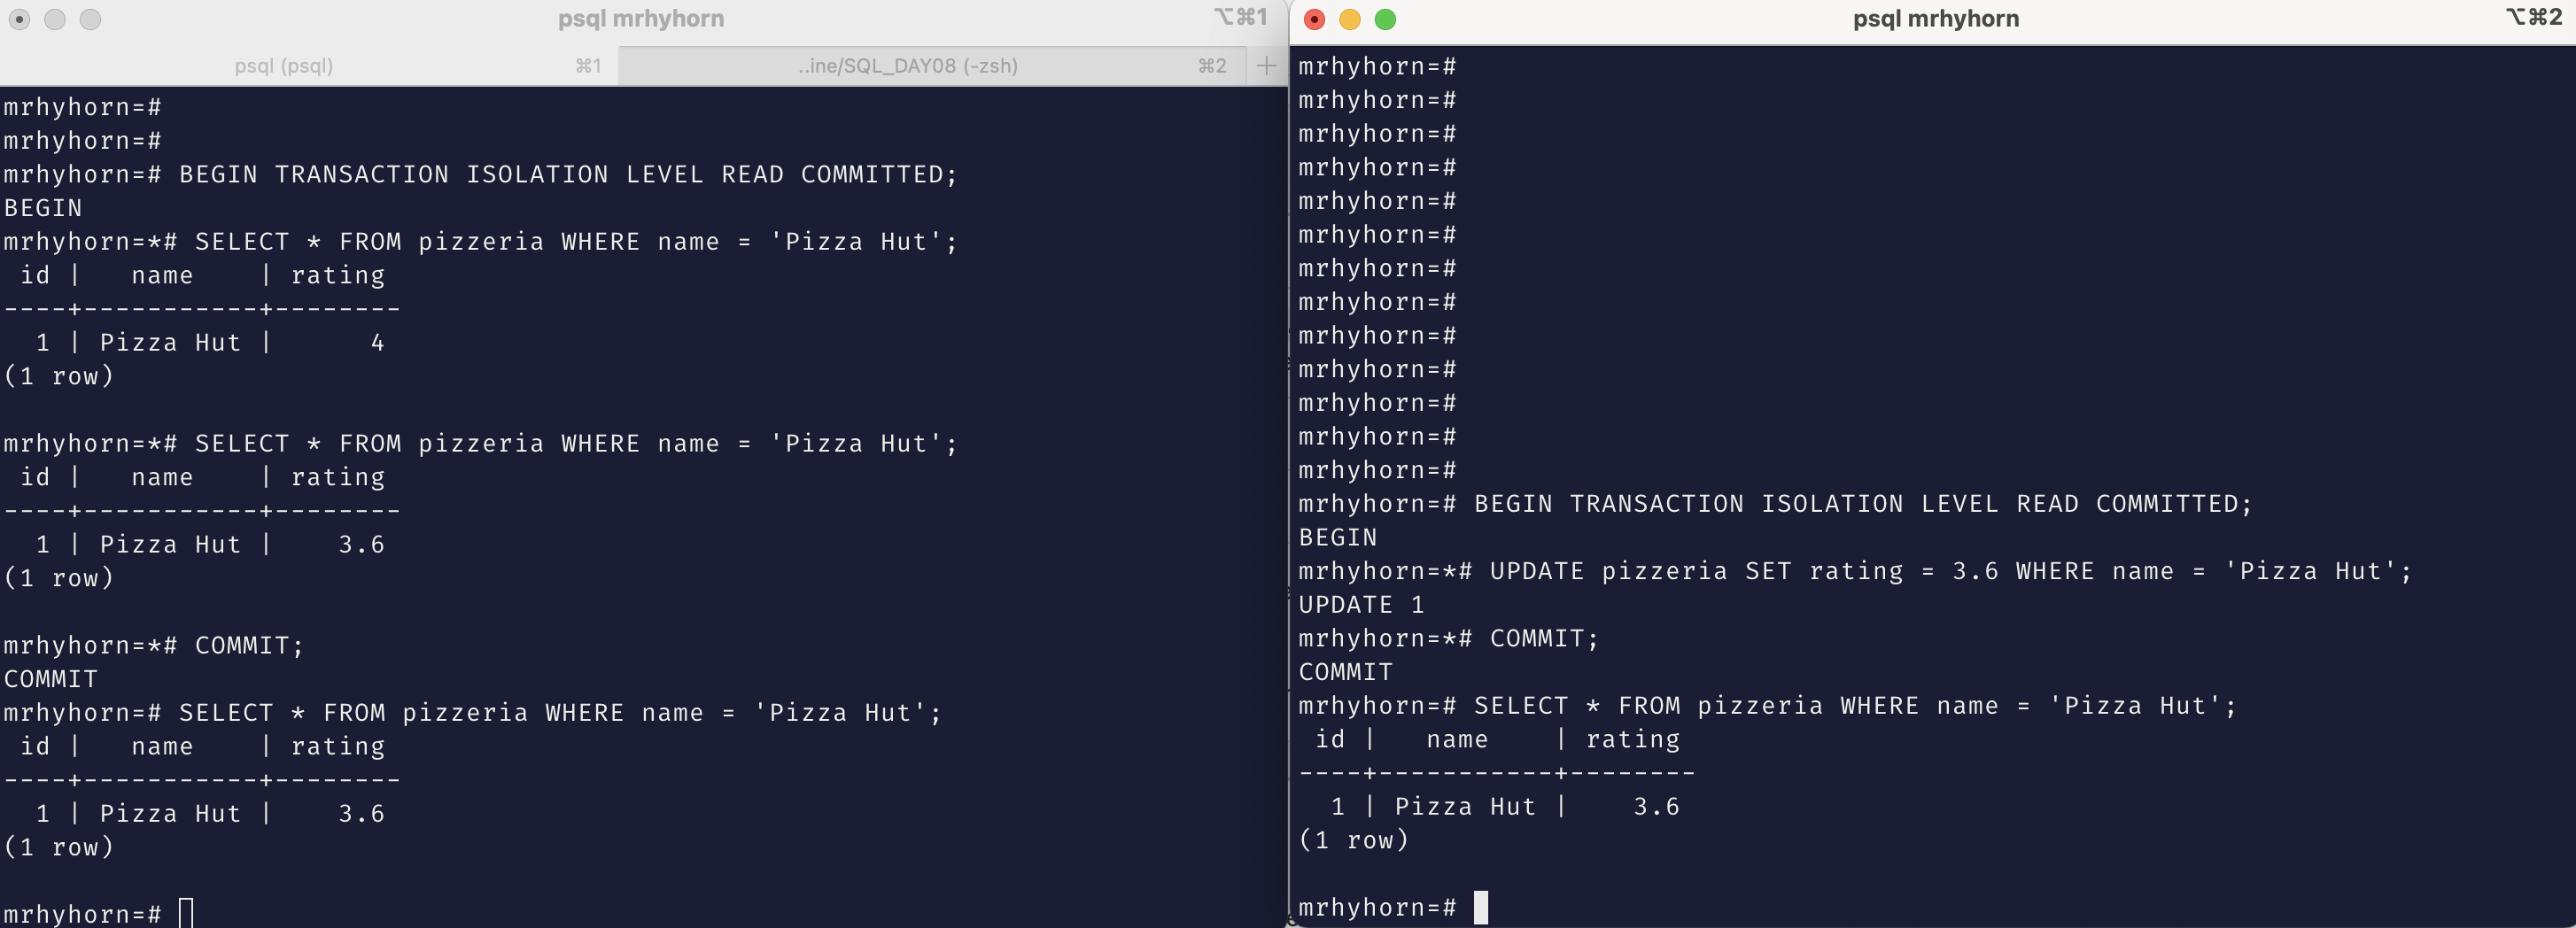 psql mrhyhorn ⌥⌘1
psql (psql) ⌘1 ..ine/SQL_DAY08 (-zsh) ⌘2 +
mrhyhorn=#
mrhyhorn=#
mrhyhorn=# BEGIN TRANSACTION ISOLATION LEVEL READ COMMITTED;
BEGIN
mrhyhorn=*# SELECT * FROM pizzeria WHERE name = 'Pizza Hut';
 id |   name    | rating
----+-----------+--------
  1 | Pizza Hut |      4
(1 row)

mrhyhorn=*# SELECT * FROM pizzeria WHERE name = 'Pizza Hut';
 id |   name    | rating
----+-----------+--------
  1 | Pizza Hut |    3.6
(1 row)

mrhyhorn=*# COMMIT;
COMMIT
mrhyhorn=# SELECT * FROM pizzeria WHERE name = 'Pizza Hut';
 id |   name    | rating
----+-----------+--------
  1 | Pizza Hut |    3.6
(1 row)

mrhyhorn=#
psql mrhyhorn ⌥⌘2
mrhyhorn=#
mrhyhorn=#
mrhyhorn=#
mrhyhorn=#
mrhyhorn=#
mrhyhorn=#
mrhyhorn=#
mrhyhorn=#
mrhyhorn=#
mrhyhorn=#
mrhyhorn=#
mrhyhorn=#
mrhyhorn=#
mrhyhorn=# BEGIN TRANSACTION ISOLATION LEVEL READ COMMITTED;
BEGIN
mrhyhorn=*# UPDATE pizzeria SET rating = 3.6 WHERE name = 'Pizza Hut';
UPDATE 1
mrhyhorn=*# COMMIT;
COMMIT
mrhyhorn=# SELECT * FROM pizzeria WHERE name = 'Pizza Hut';
 id |   name    | rating
----+-----------+--------
  1 | Pizza Hut |    3.6
(1 row)

mrhyhorn=#